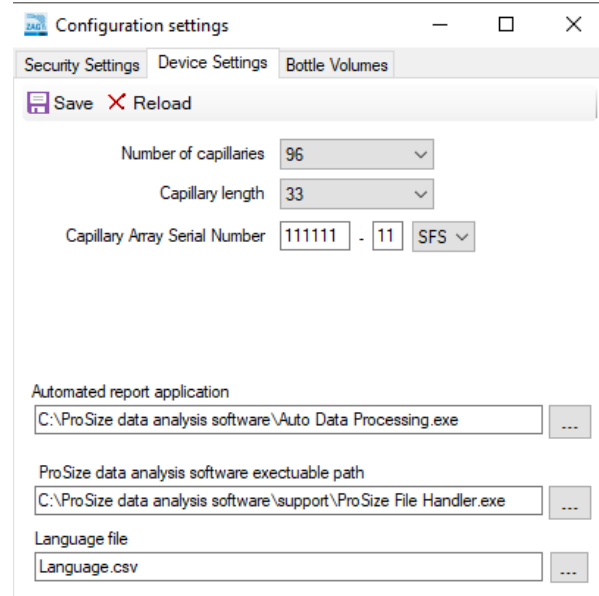 ZAG Configuration settings
Security Settings Device Settings Bottle Volumes
Save Reload
Number of capillaries 96
Capillary length 33
Capillary Array Serial Number 111111 - 11 SFS
Automated report application
C:\ProSize data analysis software\Auto Data Processing.exe ...
ProSize data analysis software exectuable path
C:\ProSize data analysis software\support\ProSize File Handler.exe ...
Language file
Language.csv ...